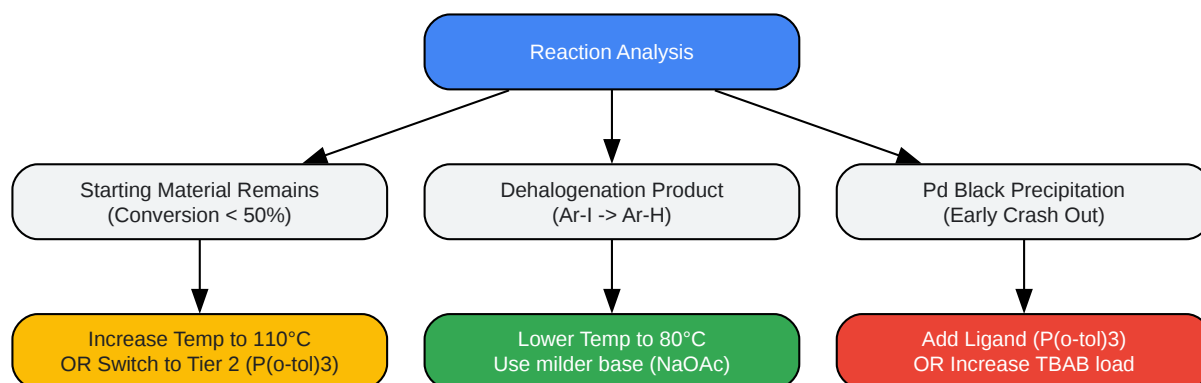 Reaction Analysis
Starting Material Remains
(Conversion < 50%)
Dehalogenation Product
(Ar-I -> Ar-H)
Pd Black Precipitation
(Early Crash Out)
Increase Temp to 110°C
OR Switch to Tier 2 (P(o-tol)3)
Lower Temp to 80°C
Use milder base (NaOAc)
Add Ligand (P(o-tol)3)
OR Increase TBAB load